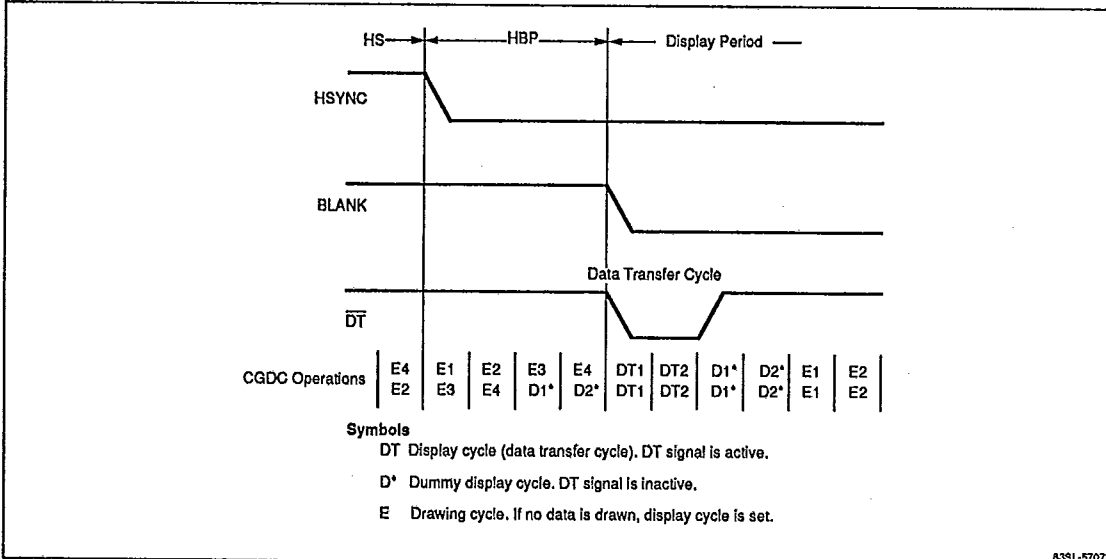 HS HBP Display Period
HSYNC
BLANK
Data Transfer Cycle
DT
CGDC Operations
E4 E1 E2 E3 E4 DT1 DT2 D1* D2* E1 E2
E2 E3 E4 D1* D2* DT1 DT2 D1* D2* E1 E2
Symbols
DT Display cycle (data transfer cycle). DT signal is active.
D* Dummy display cycle. DT signal is inactive.
E Drawing cycle. If no data is drawn, display cycle is set.
83SL-5707